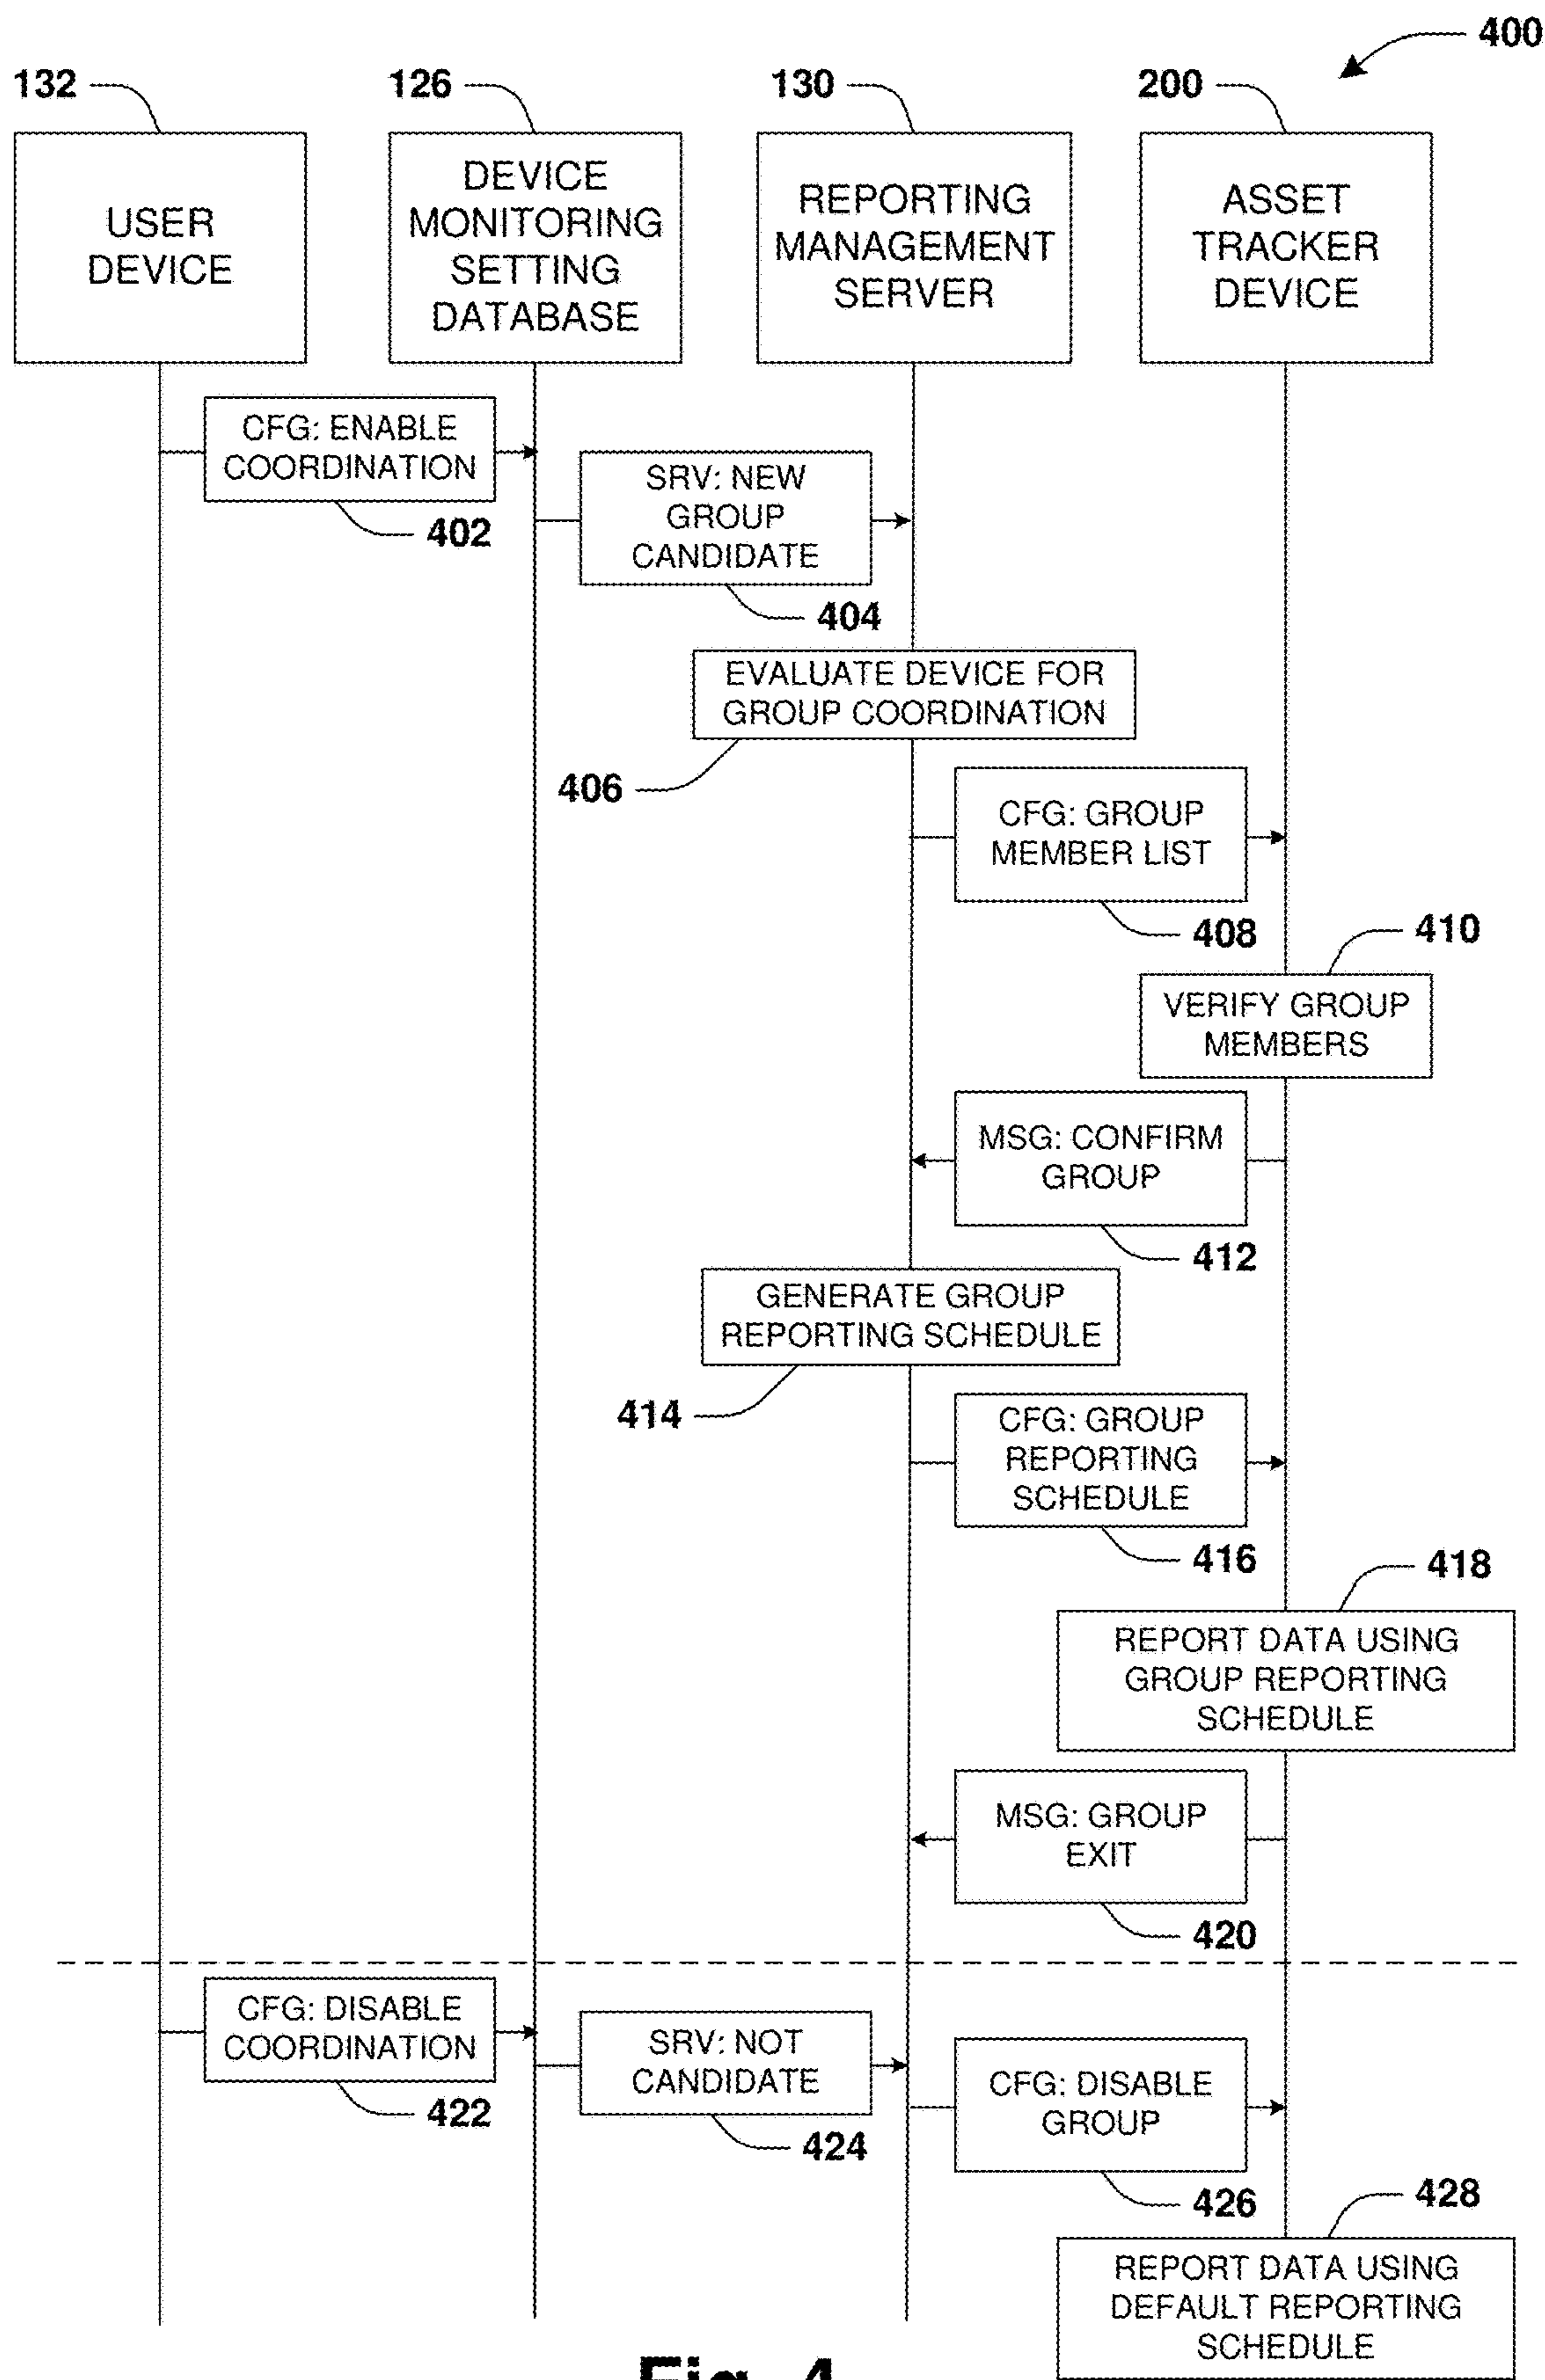 400
132
126
130
200
USER
DEVICE
DEVICE
MONITORING
SETTING
DATABASE
REPORTING
MANAGEMENT
SERVER
ASSET
TRACKER
DEVICE
CFG: ENABLE
COORDINATION
402
SRV: NEW
GROUP
CANDIDATE
404
EVALUATE DEVICE FOR
GROUP COORDINATION
406
CFG: GROUP
MEMBER LIST
408
410
VERIFY GROUP
MEMBERS
MSG: CONFIRM
GROUP
412
GENERATE GROUP
REPORTING SCHEDULE
414
CFG: GROUP
REPORTING
SCHEDULE
416
418
REPORT DATA USING
GROUP REPORTING
SCHEDULE
MSG: GROUP
EXIT
420
CFG: DISABLE
COORDINATION
422
SRV: NOT
CANDIDATE
424
CFG: DISABLE
GROUP
426
428
REPORT DATA USING
DEFAULT REPORTING
SCHEDULE
Fig. 4